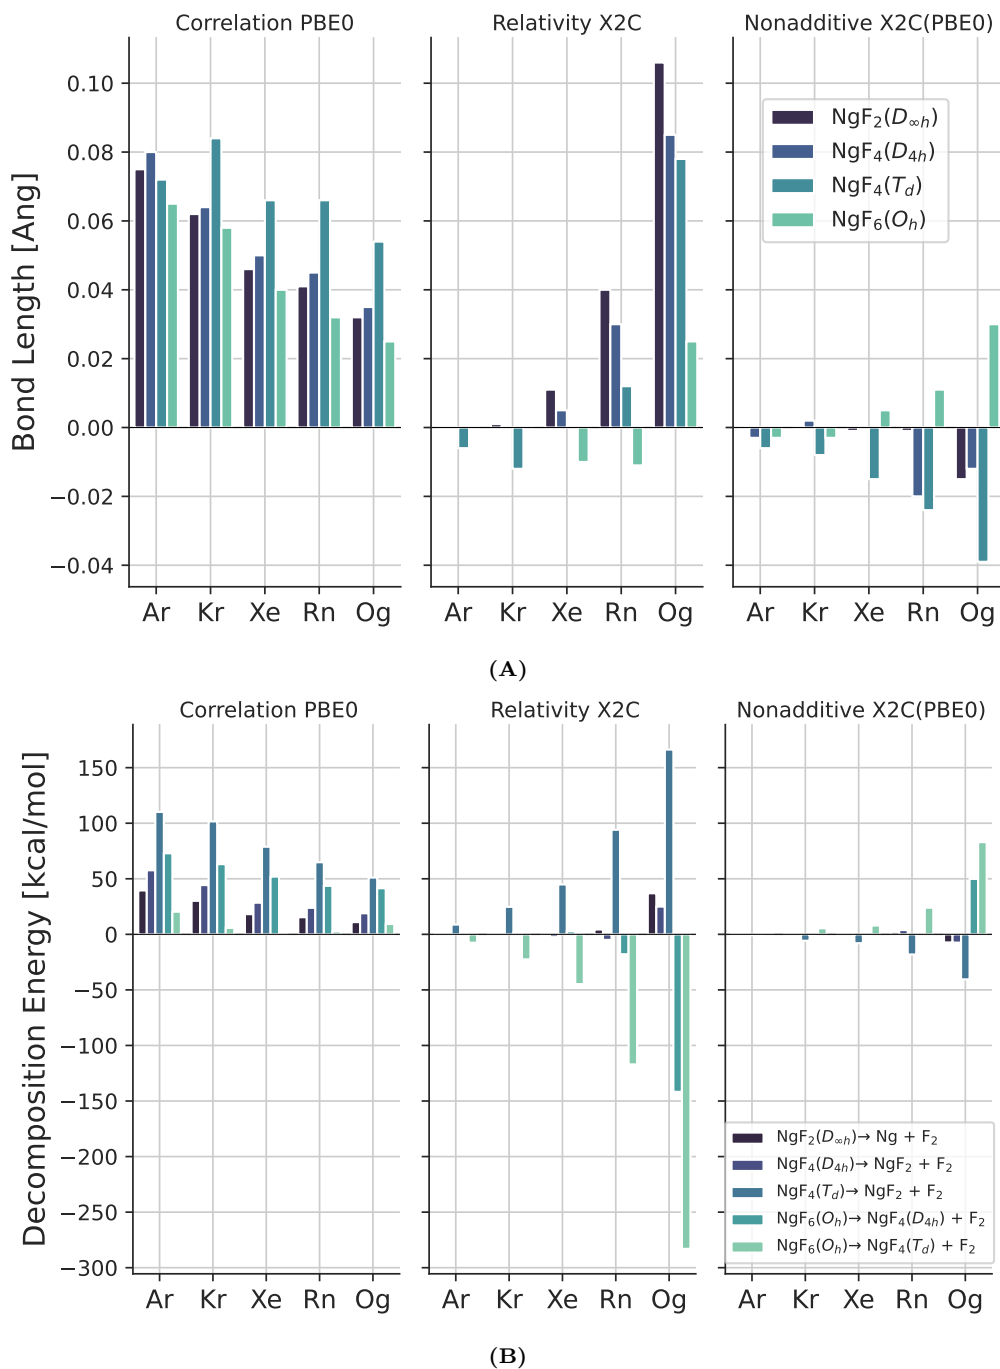 Correlation PBE0
Relativity X2C
Nonadditive X2C(PBE0)
Bond Length [Ang]
0.10
0.08
0.06
0.04
0.02
0.00
−0.02
−0.04
NgF₂(D∞h)
NgF₄(D₄h)
NgF₄(Td)
NgF₆(Oh)
Ar Kr Xe Rn Og
Ar Kr Xe Rn Og
Ar Kr Xe Rn Og
(A)
Correlation PBE0
Relativity X2C
Nonadditive X2C(PBE0)
Decomposition Energy [kcal/mol]
150
100
50
0
−50
−100
−150
−200
−250
−300
NgF₂(D∞h)→ Ng + F₂
NgF₄(D₄h)→ NgF₂ + F₂
NgF₄(Td)→ NgF₂ + F₂
NgF₆(Oh)→ NgF₄(D₄h) + F₂
NgF₆(Oh)→ NgF₄(Td) + F₂
Ar Kr Xe Rn Og
Ar Kr Xe Rn Og
Ar Kr Xe Rn Og
(B)